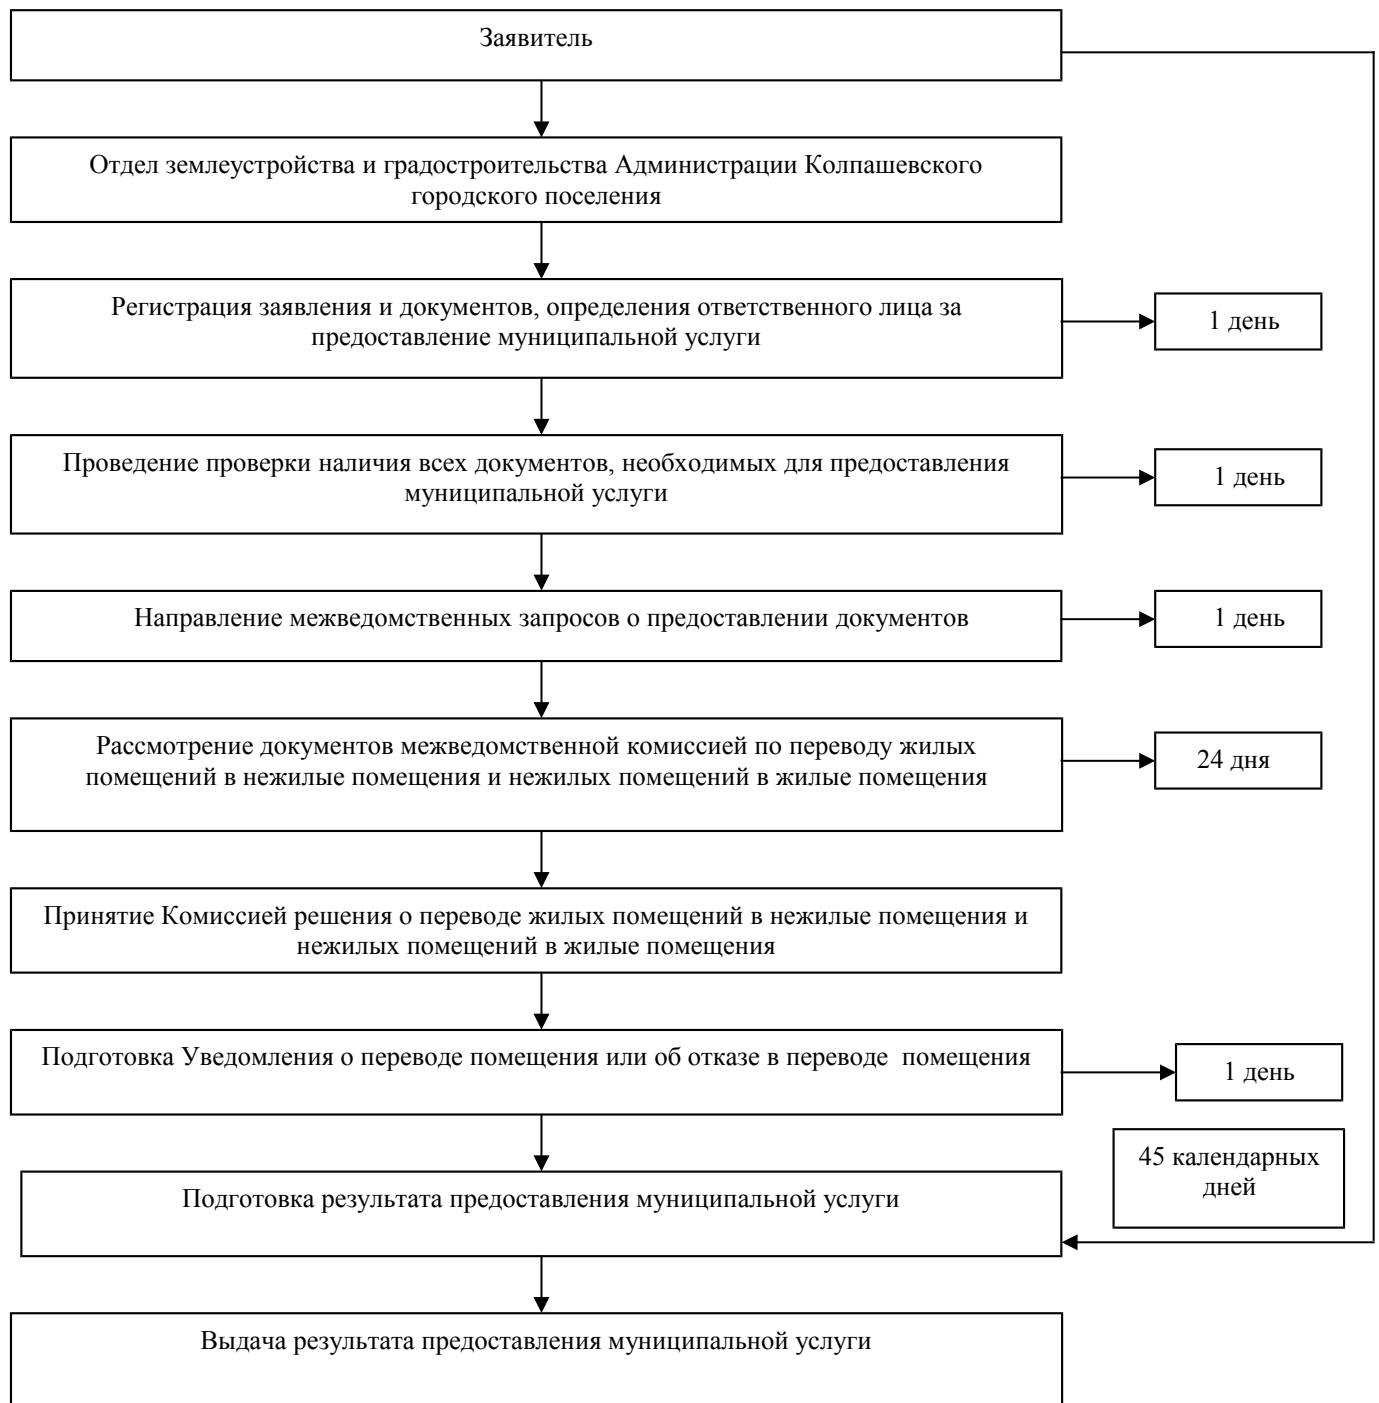 Заявитель
Отдел землеустройства и градостроительства Администрации Колпашевского
городского поселения
Регистрация заявления и документов, определения ответственного лица за
предоставление муниципальной услуги
1 день
Проведение проверки наличия всех документов, необходимых для предоставления
муниципальной услуги
1 день
Направление межведомственных запросов о предоставлении документов
1 день
Рассмотрение документов межведомственной комиссией по переводу жилых
помещений в нежилые помещения и нежилых помещений в жилые помещения
24 дня
Принятие Комиссией решения о переводе жилых помещений в нежилые помещения и
нежилых помещений в жилые помещения
Подготовка Уведомления о переводе помещения или об отказе в переводе помещения
1 день
45 календарных
дней
Подготовка результата предоставления муниципальной услуги
Выдача результата предоставления муниципальной услуги